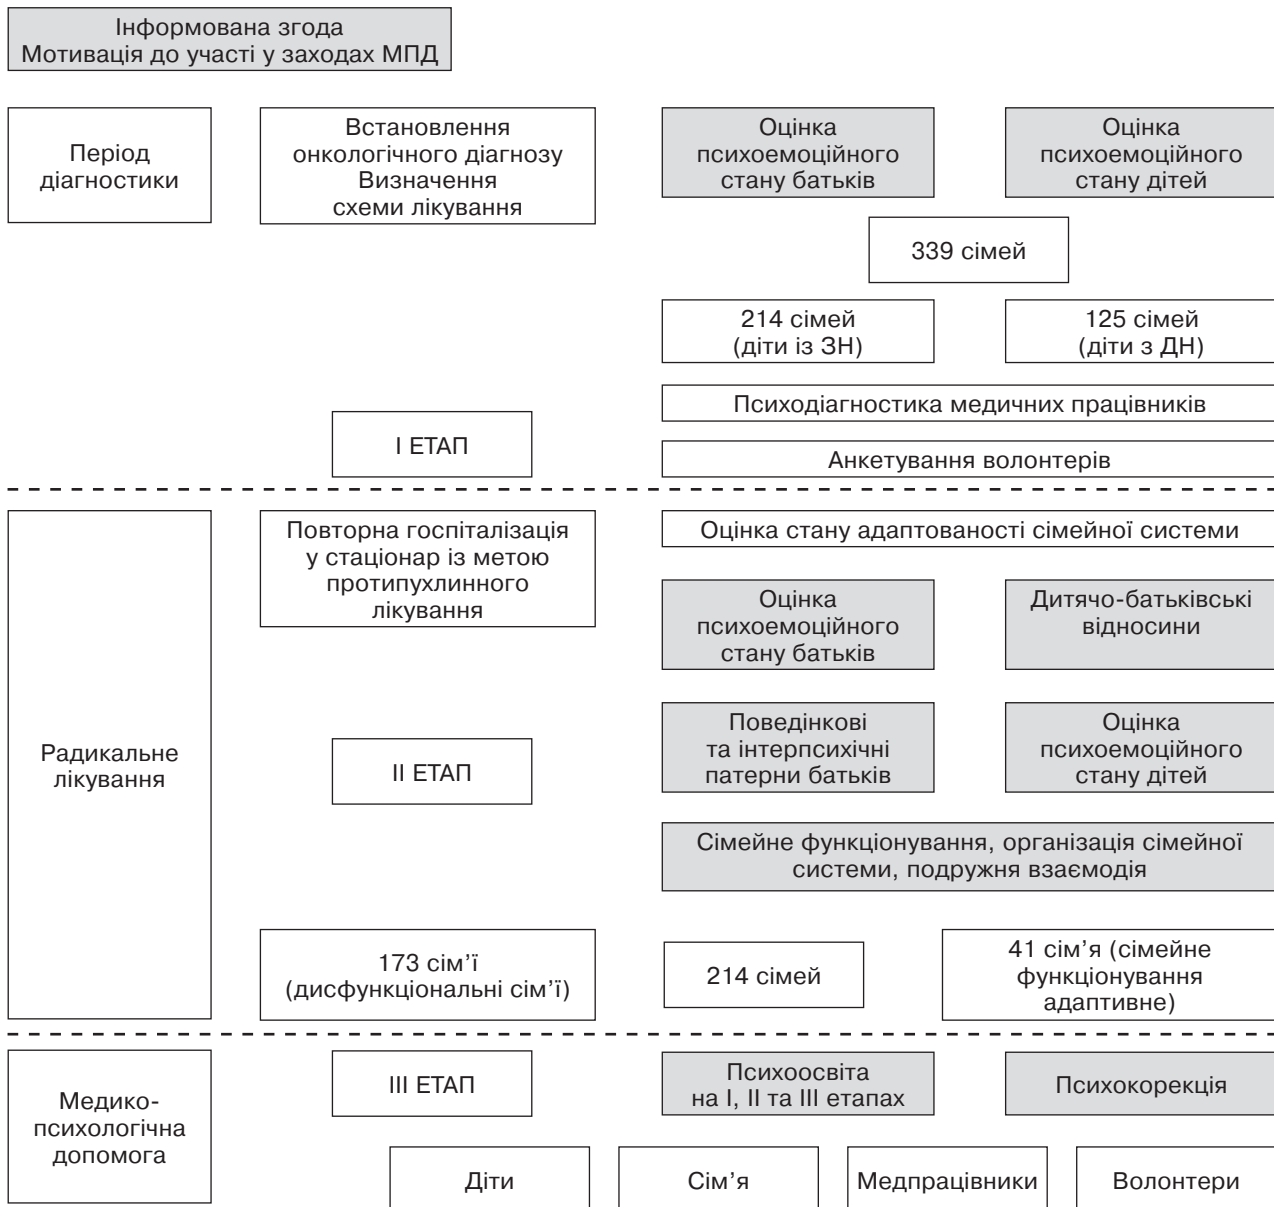 Інформована згода
Мотивація до участі у заходах МПД
Період
діагностики
Встановлення
онкологічного діагнозу
Визначення
схеми лікування
Оцінка
психоемоційного
стану батьків
Оцінка
психоемоційного
стану дітей
339 сімей
214 сімей
(діти із ЗН)
125 сімей
(діти з ДН)
Психодіагностика медичних працівників
І ЕТАП
Анкетування волонтерів
Радикальне
лікування
Повторна госпіталізація
у стаціонар із метою
протипухлинного
лікування
Оцінка стану адаптованості сімейної системи
Оцінка
психоемоційного
стану батьків
Дитячо-батьківські
відносини
ІІ ЕТАП
Поведінкові
та інтерпсихічні
патерни батьків
Оцінка
психоемоційного
стану дітей
Сімейне функціонування, організація сімейної
системи, подружня взаємодія
173 сім’ї
(дисфункціональні сім’ї)
214 сімей
41 сім’я (сімейне
функціонування
адаптивне)
Медико-
психологічна
допомога
ІІІ ЕТАП
Психоосвіта
на І, ІІ та ІІІ етапах
Психокорекція
Діти
Сім’я
Медпрацівники
Волонтери